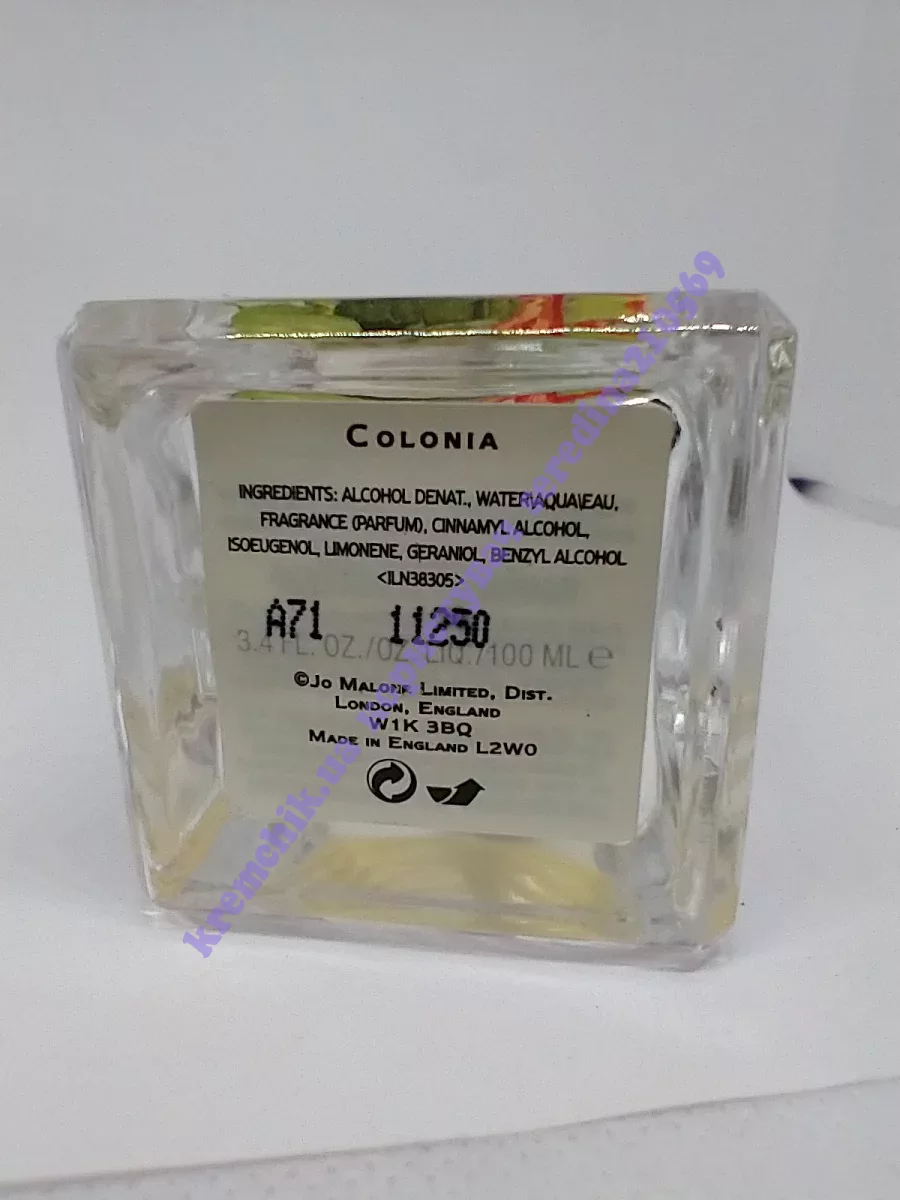 COLONIA
INGREDIENTS: ALCOHOL DENAT., WATER\AQUA\EAU,
FRAGRANCE (PARFUM), CINNAMYL ALCOHOL,
ISOEUGENOL, LIMONENE, GERANIOL, BENZYL ALCOHOL
<ILN38305>
A71 11250
3.4 FL. OZ./OZ. LIQ./100 ML ℮
©JO MALONE LIMITED, DIST.
LONDON, ENGLAND
W1K 3BQ
MADE IN ENGLAND L2W0
kremchik.ua